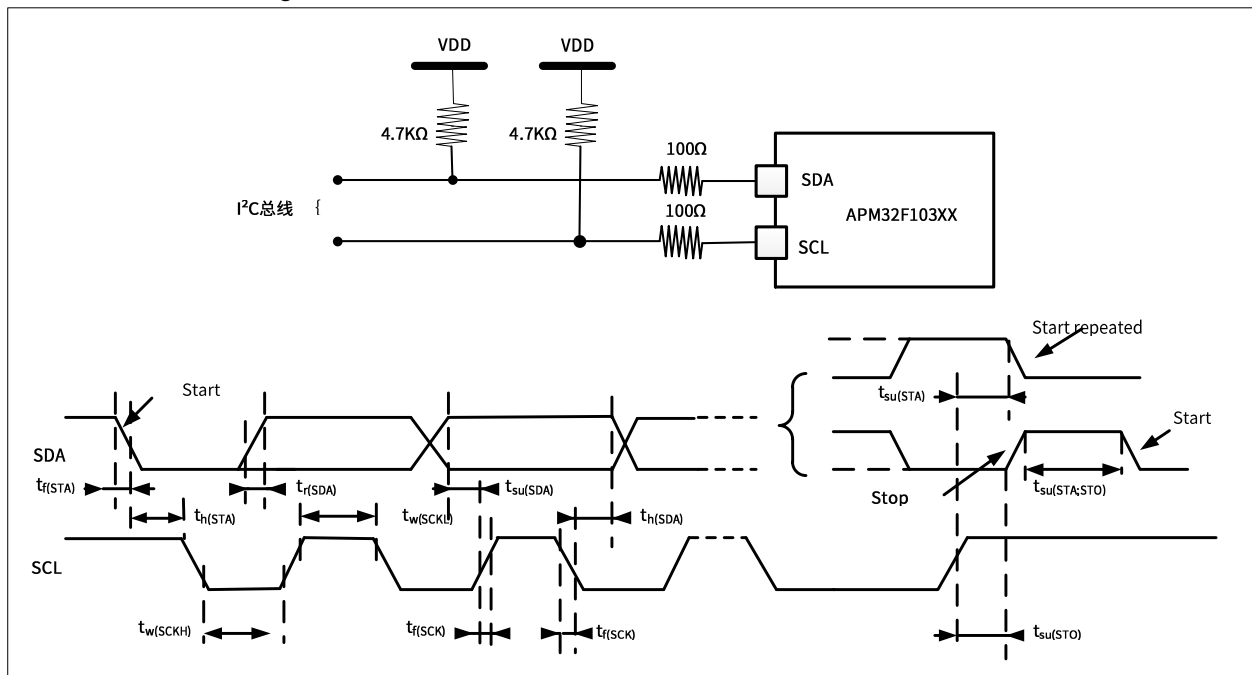 VDD VDD
4.7KΩ 4.7KΩ
100Ω
SDA
I²C总线 {
100Ω
APM32F103XX
SCL
Start repeated
Start
tsu(STA)
Start
SDA
tf(STA) tr(SDA) tsu(SDA) Stop tsu(STA;STO)
th(STA) tw(SCKL) th(SDA)
SCL
tw(SCKH) tf(SCK) tf(SCK) tsu(STO)